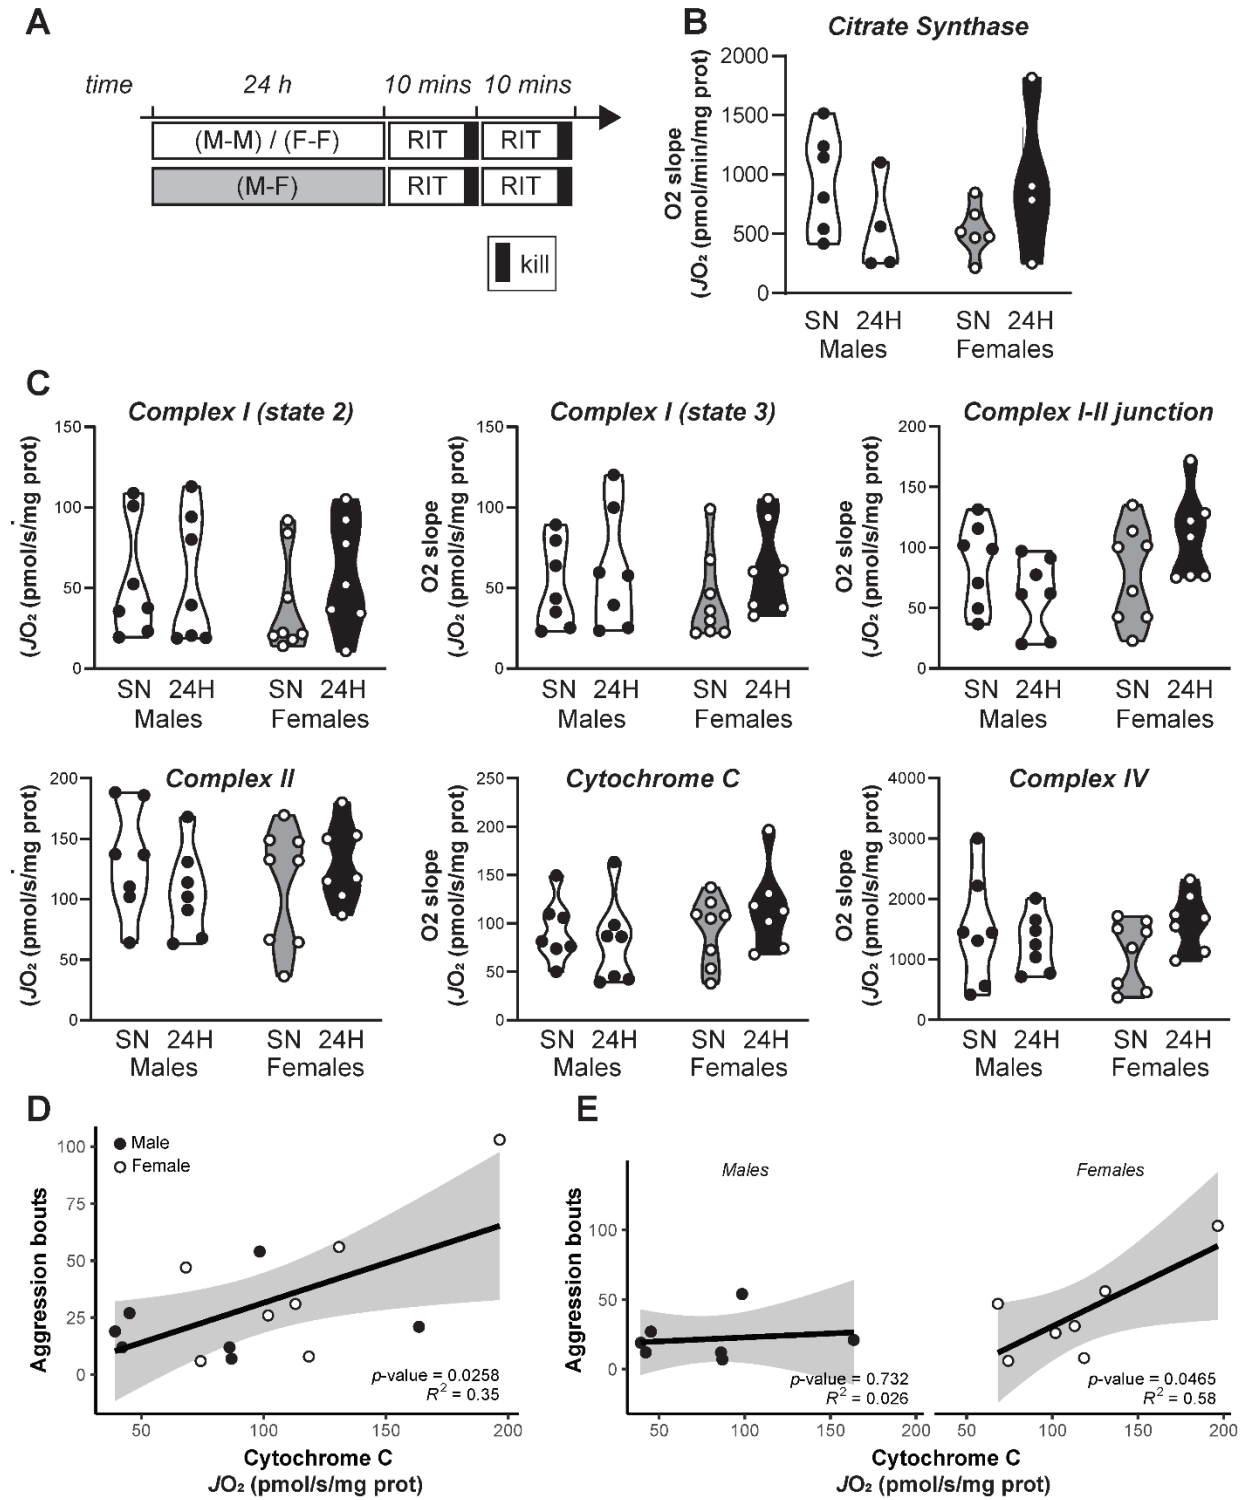 A
time 24 h 10 mins 10 mins
(M-M) / (F-F) RIT RIT
(M-F) RIT RIT
kill
B
Citrate Synthase
O2 slope
(JO₂ (pmol/min/mg prot)
2000
1500
1000
500
0
SN 24H SN 24H
Males Females
C
Complex I (state 2)
(JO₂ (pmol/s/mg prot)
150
100
50
0
SN 24H SN 24H
Males Females
Complex I (state 3)
O2 slope
(JO₂ (pmol/s/mg prot)
150
100
50
0
SN 24H SN 24H
Males Females
Complex I-II junction
O2 slope
(JO₂ (pmol/s/mg prot)
200
150
100
50
0
SN 24H SN 24H
Males Females
Complex II
(JO₂ (pmol/s/mg prot)
200
150
100
50
0
SN 24H SN 24H
Males Females
Cytochrome C
O2 slope
(JO₂ (pmol/s/mg prot)
250
200
150
100
50
0
SN 24H SN 24H
Males Females
Complex IV
O2 slope
(JO₂ (pmol/s/mg prot)
4000
3000
2000
1000
0
SN 24H SN 24H
Males Females
D
Male
Female
Aggression bouts
100
75
50
25
0
p-value = 0.0258
R² = 0.35
50 100 150 200
Cytochrome C
JO₂ (pmol/s/mg prot)
E
Males Females
Aggression bouts
100
50
0
p-value = 0.732
R² = 0.026
p-value = 0.0465
R² = 0.58
50 100 150 200 50 100 150 200
Cytochrome C
JO₂ (pmol/s/mg prot)